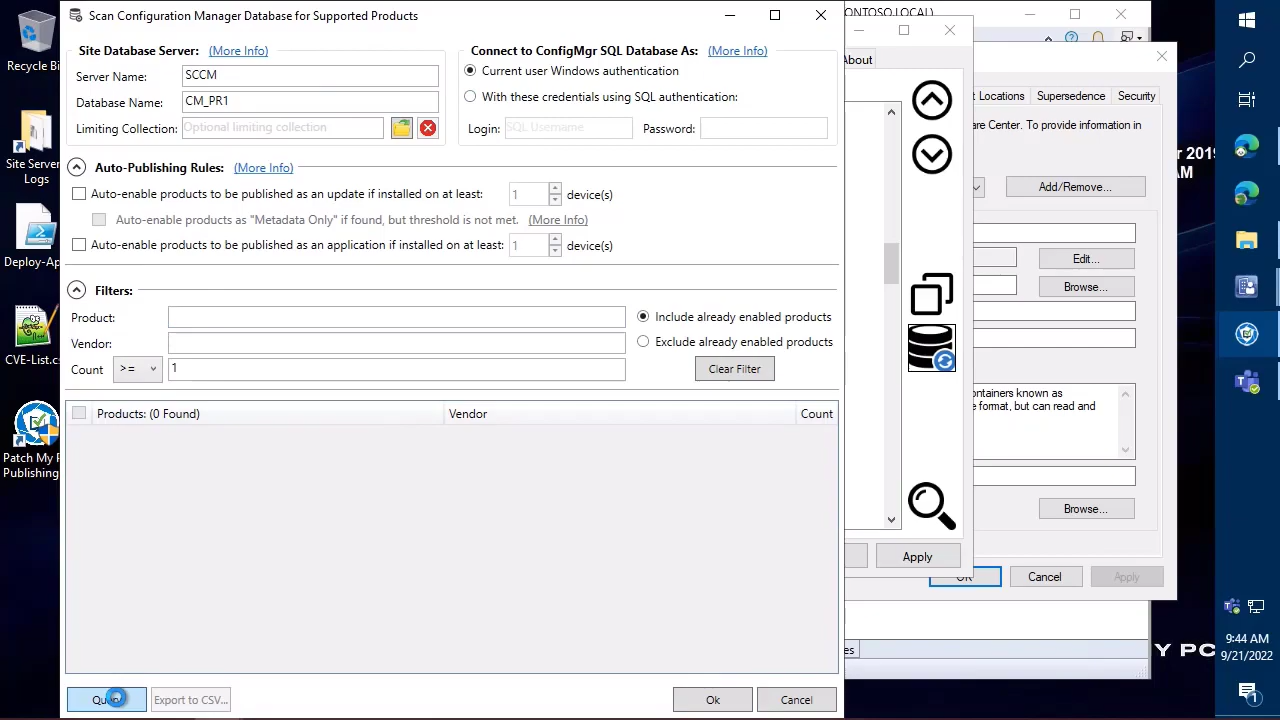 Scan Configuration Manager Database for Supported Products
ONTOSO.LOCAL)
Recycle Bi
Site Server
Logs
Deploy-Ap
CVE-List.cs
Patch My P
Publishing
Site Database Server: (More Info)
Server Name: SCCM
Database Name: CM_PR1
Limiting Collection: Optional limiting collection
Connect to ConfigMgr SQL Database As: (More Info)
Current user Windows authentication
With these credentials using SQL authentication:
Login: SQL Username Password:
Auto-Publishing Rules: (More Info)
Auto-enable products to be published as an update if installed on at least: 1 device(s)
Auto-enable products as "Metadata Only" if found, but threshold is not met. (More Info)
Auto-enable products to be published as an application if installed on at least: 1 device(s)
Filters:
Product:
Include already enabled products
Vendor:
Exclude already enabled products
Count >= 1
Clear Filter
Products: (0 Found) Vendor Count
Export to CSV...
Ok
Cancel
About
Apply
t Locations Supersedence Security
are Center. To provide information in
Add/Remove...
Edit...
Browse...
ontainers known as
e format, but can read and
Browse...
OK
Cancel
Apply
es
r 2019
AM
Y PC
9:44 AM
9/21/2022
1